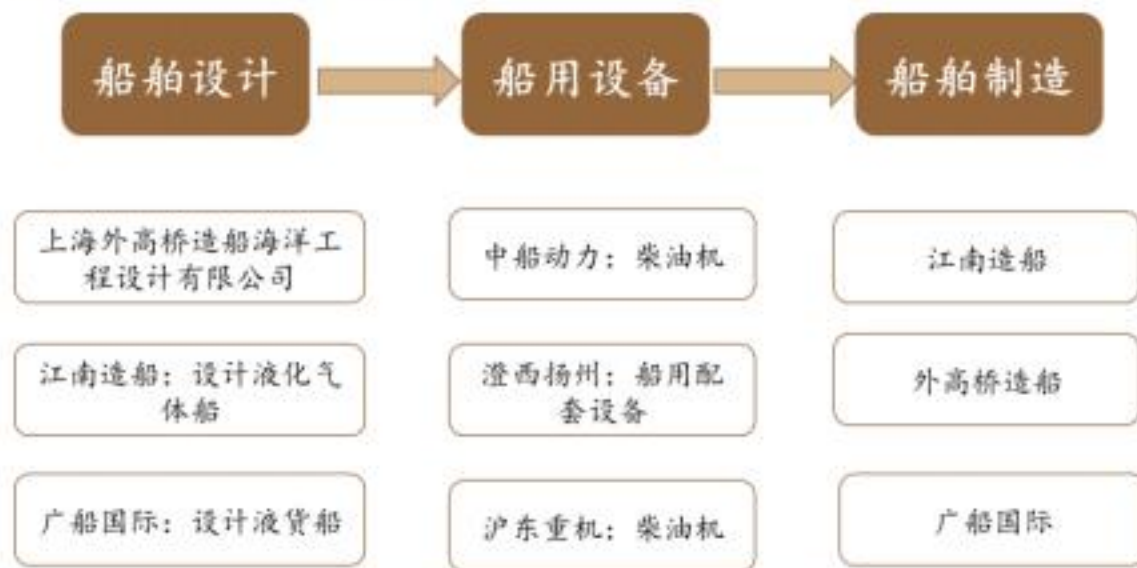 船舶设计
船用设备
船舶制造
上海外高桥造船海洋工
程设计有限公司
中船动力：柴油机
江南造船
江南造船：设计液化气
体船
澄西扬州：船用配
套设备
外高桥造船
广船国际：设计液货船
沪东重机：柴油机
广船国际